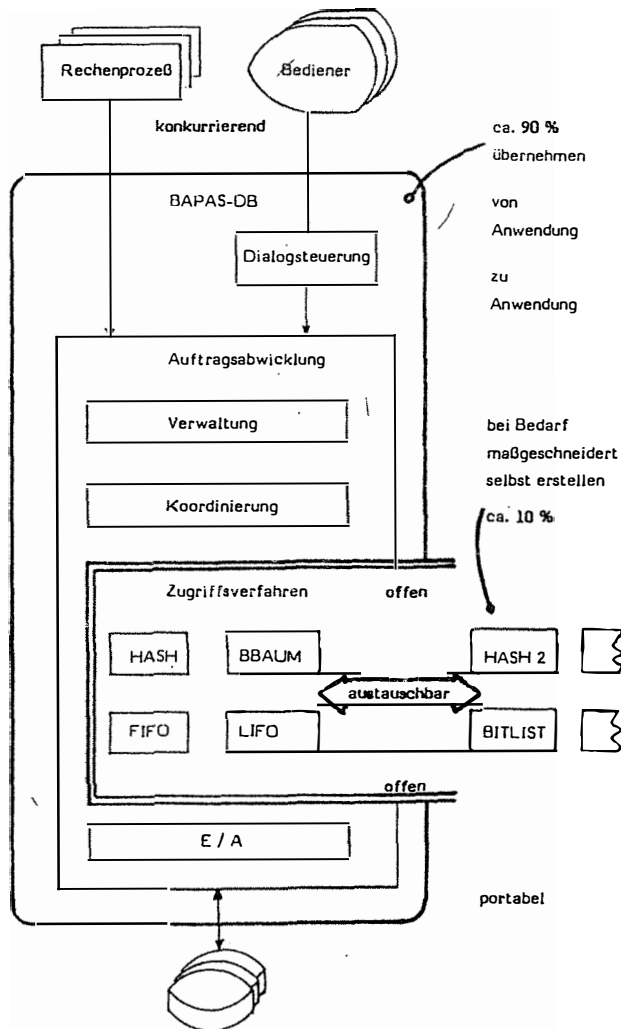 Rechenprozeß
Bediener
konkurrierend
ca. 90 %
übernehmen
von
Anwendung
zu
Anwendung
BAPAS-DB
Dialogsteuerung
Auftragsabwicklung
Verwaltung
Koordinierung
bei Bedarf
maßgeschneidert
selbst erstellen
ca. 10 %
Zugriffsverfahren
offen
HASH
BBAUM
HASH 2
austauschbar
FIFO
LIFO
BITLIST
offen
E / A
portabel